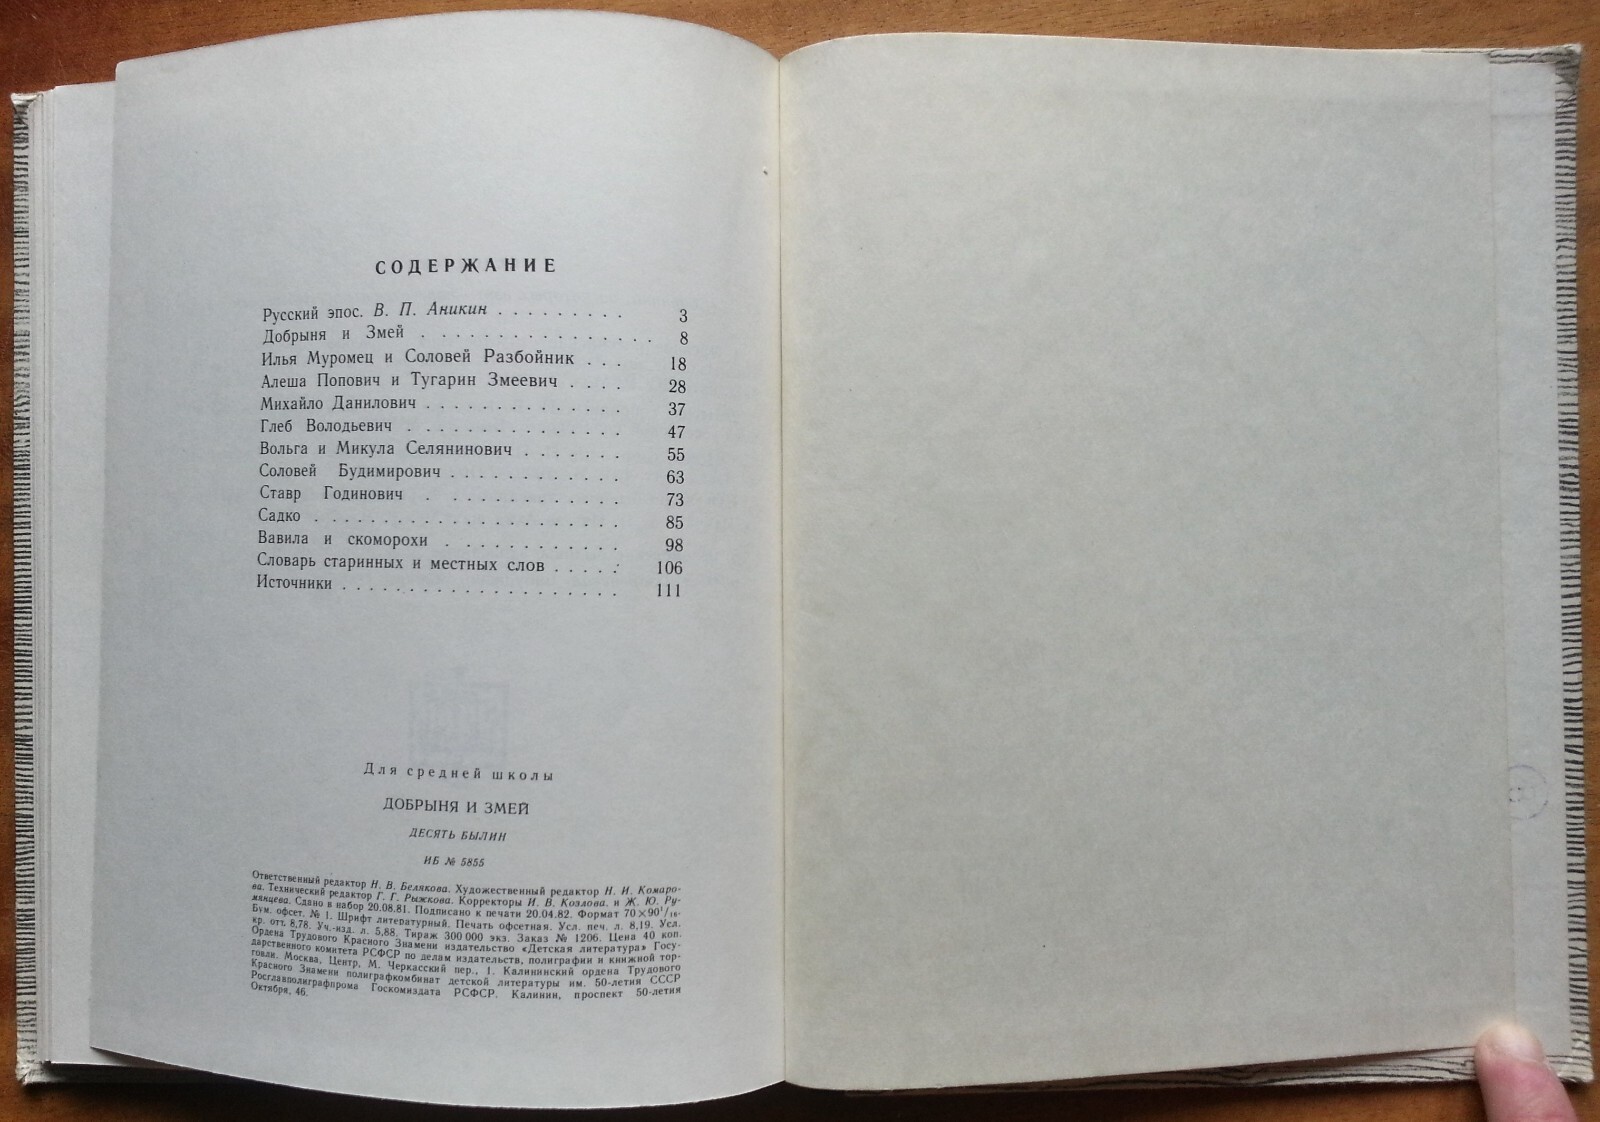 СОДЕРЖАНИЕ
Русский эпос. В. П. Аникин . . . . . . . . . 3
Добрыня и Змей . . . . . . . . . . . . . . 8
Илья Муромец и Соловей Разбойник . . . 18
Алеша Попович и Тугарин Змеевич . . . . 28
Михайло Данилович . . . . . . . . . . . . . 37
Глеб Володьевич . . . . . . . . . . . . . 47
Вольга и Микула Селянинович . . . . . . . 55
Соловей Будимирович . . . . . . . . . . . 63
Ставр Годинович . . . . . . . . . . . 73
Садко . . . . . . . . . . . . . . . . . . . 85
Вавила и скоморохи . . . . . . . . . . . 98
Словарь старинных и местных слов . . . . . 106
Источники . . . . . . . . . . . . . . . . . . 111
Для средней школы
ДОБРЫНЯ И ЗМЕЙ
ДЕСЯТЬ БЫЛИН
ИБ № 5855
Ответственный редактор Н. В. Белякова. Художественный редактор Н. И. Комаро-
ва. Технический редактор Г. Г. Рыжкова. Корректоры И. В. Козлова. и Ж. Ю. Ру-
мянцева. Сдано в набор 20.08.81. Подписано к печати 20.04.82. Формат 70×90¹/₁₆.
Бум. офсет. № 1. Шрифт литературный. Печать офсетная. Усл. печ. л. 8,19. Усл.
кр. отт. 8,78. Уч.-изд. л. 5,88. Тираж 300 000 экз. Заказ № 1206. Цена 40 коп.
Ордена Трудового Красного Знамени издательство «Детская литература» Госу-
дарственного комитета РСФСР по делам издательств, полиграфии и книжной тор-
говли. Москва, Центр, М. Черкасский пер., 1. Калининский ордена Трудового
Красного Знамени полиграфкомбинат детской литературы им. 50-летия СССР
Росглавполиграфпрома Госкомиздата РСФСР. Калинин, проспект 50-летия
Октября, 46.